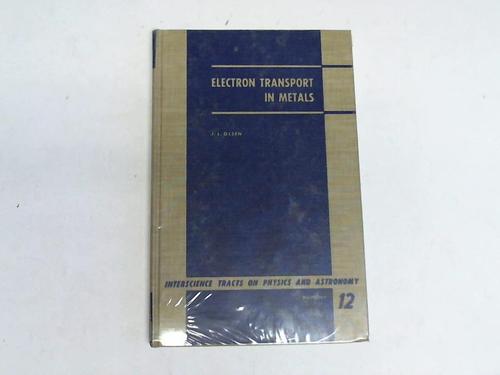 ELECTRON TRANSPORT
IN METALS
J. L. OLSEN
INTERSCIENCE TRACTS ON PHYSICS AND ASTRONOMY
12